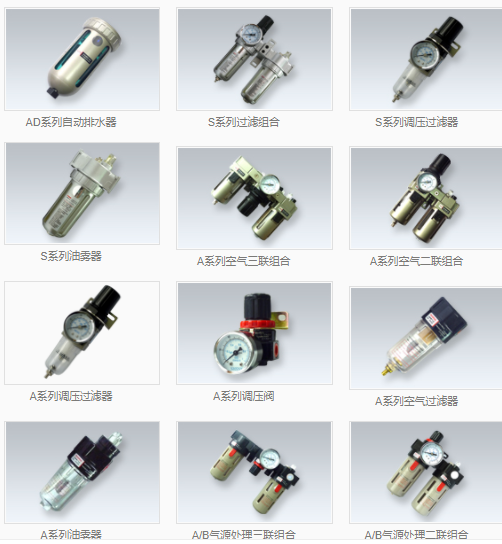 AD系列自动排水器
S系列过滤组合
S系列调压过滤器
S系列油雾器
A系列空气三联组合
A系列空气二联组合
A系列调压过滤器
A系列调压阀
A系列空气过滤器
A系列油雾器
A/B气源处理三联组合
A/B气源处理二联组合